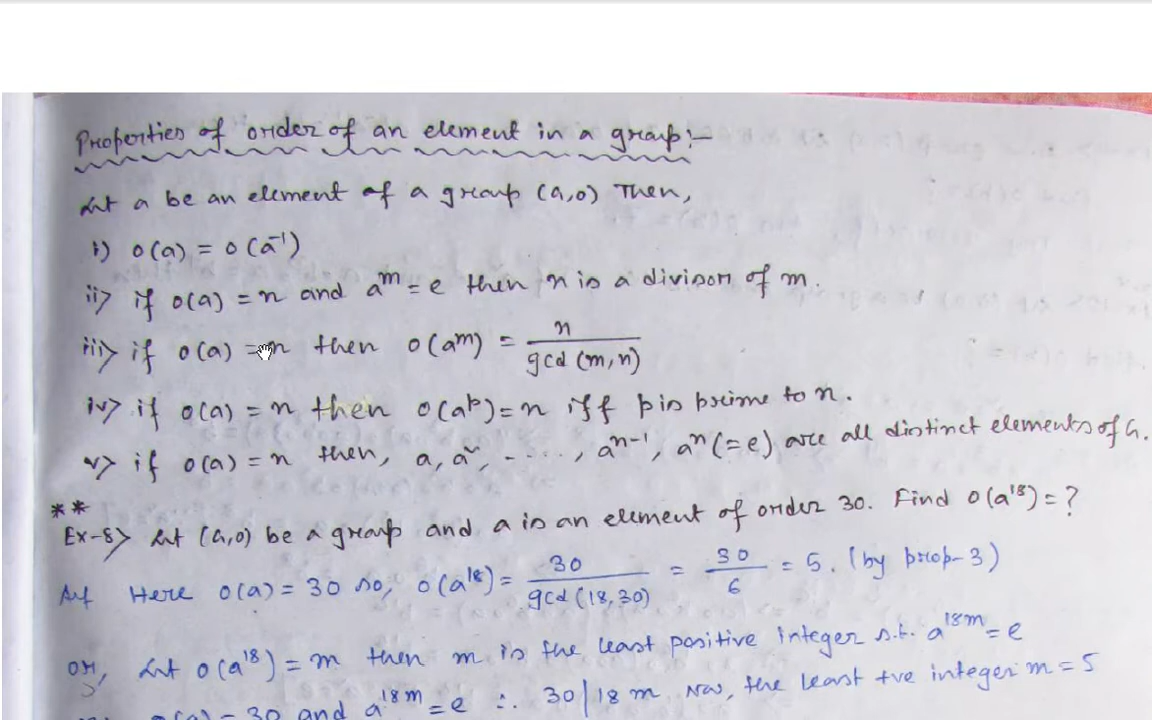 Properties of order of an element in a group:-
Let a be an element of a group (G,o) Then,
i) o(a) = o(a⁻¹)
ii) if o(a) = n and aᵐ = e then n is a divisor of m.
iii) if o(a) = n then o(aᵐ) = n / gcd (m,n)
iv) if o(a) = n then o(aᵖ) = n iff p is prime to n.
v) if o(a) = n then, a, a², ....., aⁿ⁻¹, aⁿ(=e) are all distinct elements of G.
**
Ex-8) Let (G,o) be a group and a is an element of order 30. Find o(a¹⁸) = ?
Here o(a) = 30 so, o(a¹⁸) = 30 / gcd (18,30) = 30 / 6 = 5. (by prop-3)
or, Let o(a¹⁸) = m then m is the least positive integer s.t. a¹⁸ᵐ = e
o(a) = 30 and a¹⁸ᵐ = e ∴ 30/18m Now, the least +ve integer m = 5